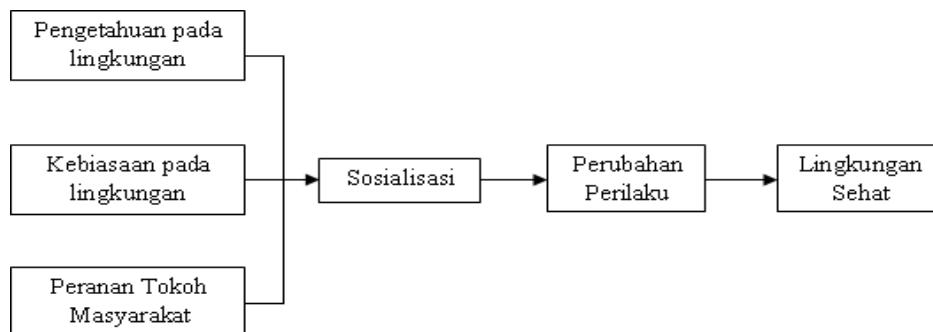 Pengetahuan pada
lingkungan
Kebiasaan pada
lingkungan
Peranan Tokoh
Masyarakat
Sosialisasi
Perubahan
Perilaku
Lingkungan
Sehat